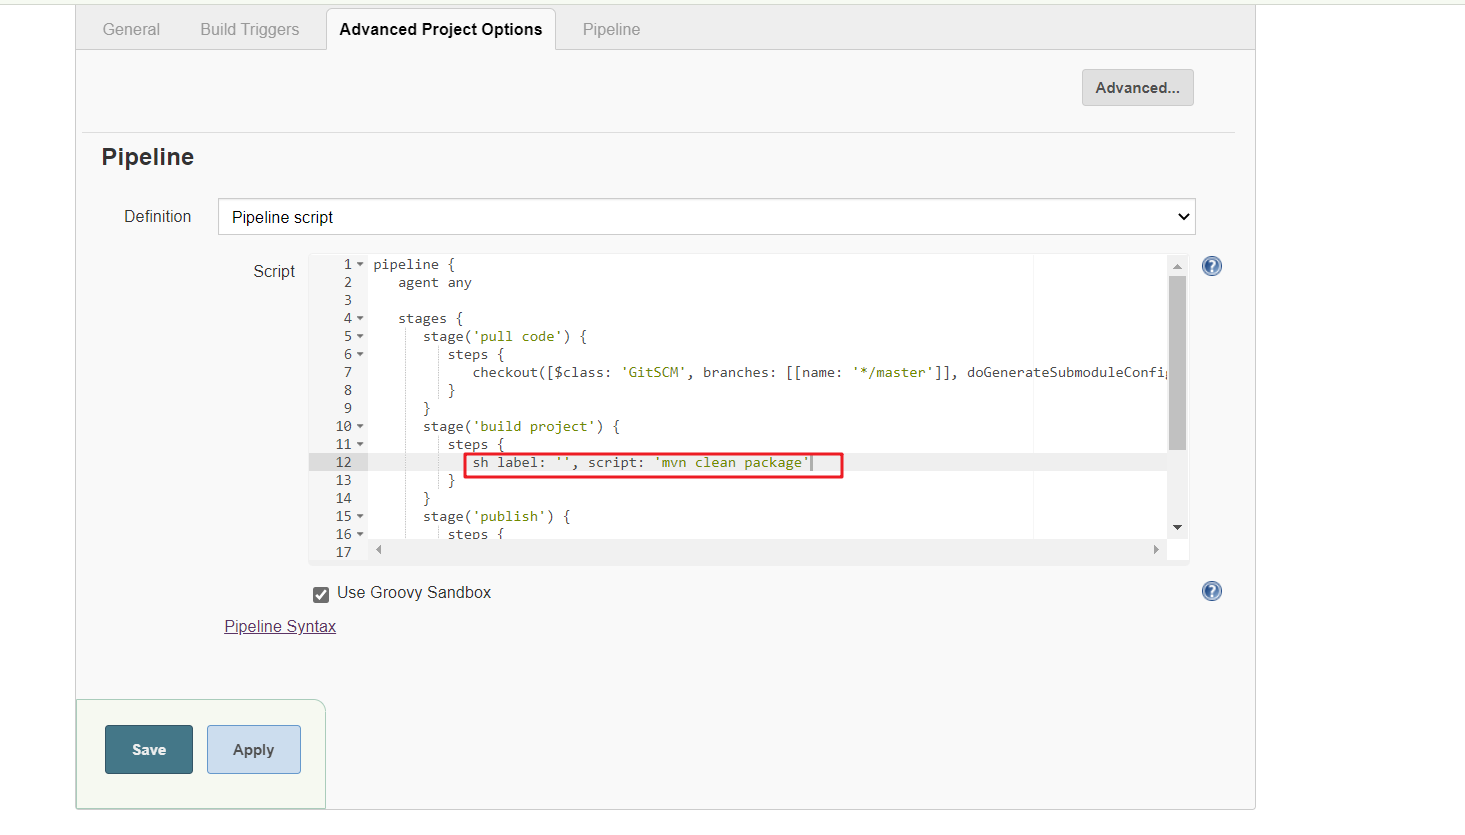 General Build Triggers Advanced Project Options Pipeline
Advanced...
Pipeline
Definition Pipeline script
Script
1 pipeline {
2 agent any
3
4 stages {
5 stage('pull code') {
6 steps {
7 checkout([$class: 'GitSCM', branches: [[name: '*/master']], doGenerateSubmoduleConfi
8 }
9 }
10 stage('build project') {
11 steps {
12 sh label: '', script: 'mvn clean package'
13 }
14 }
15 stage('publish') {
16 steps {
17
Use Groovy Sandbox
Pipeline Syntax
Save Apply